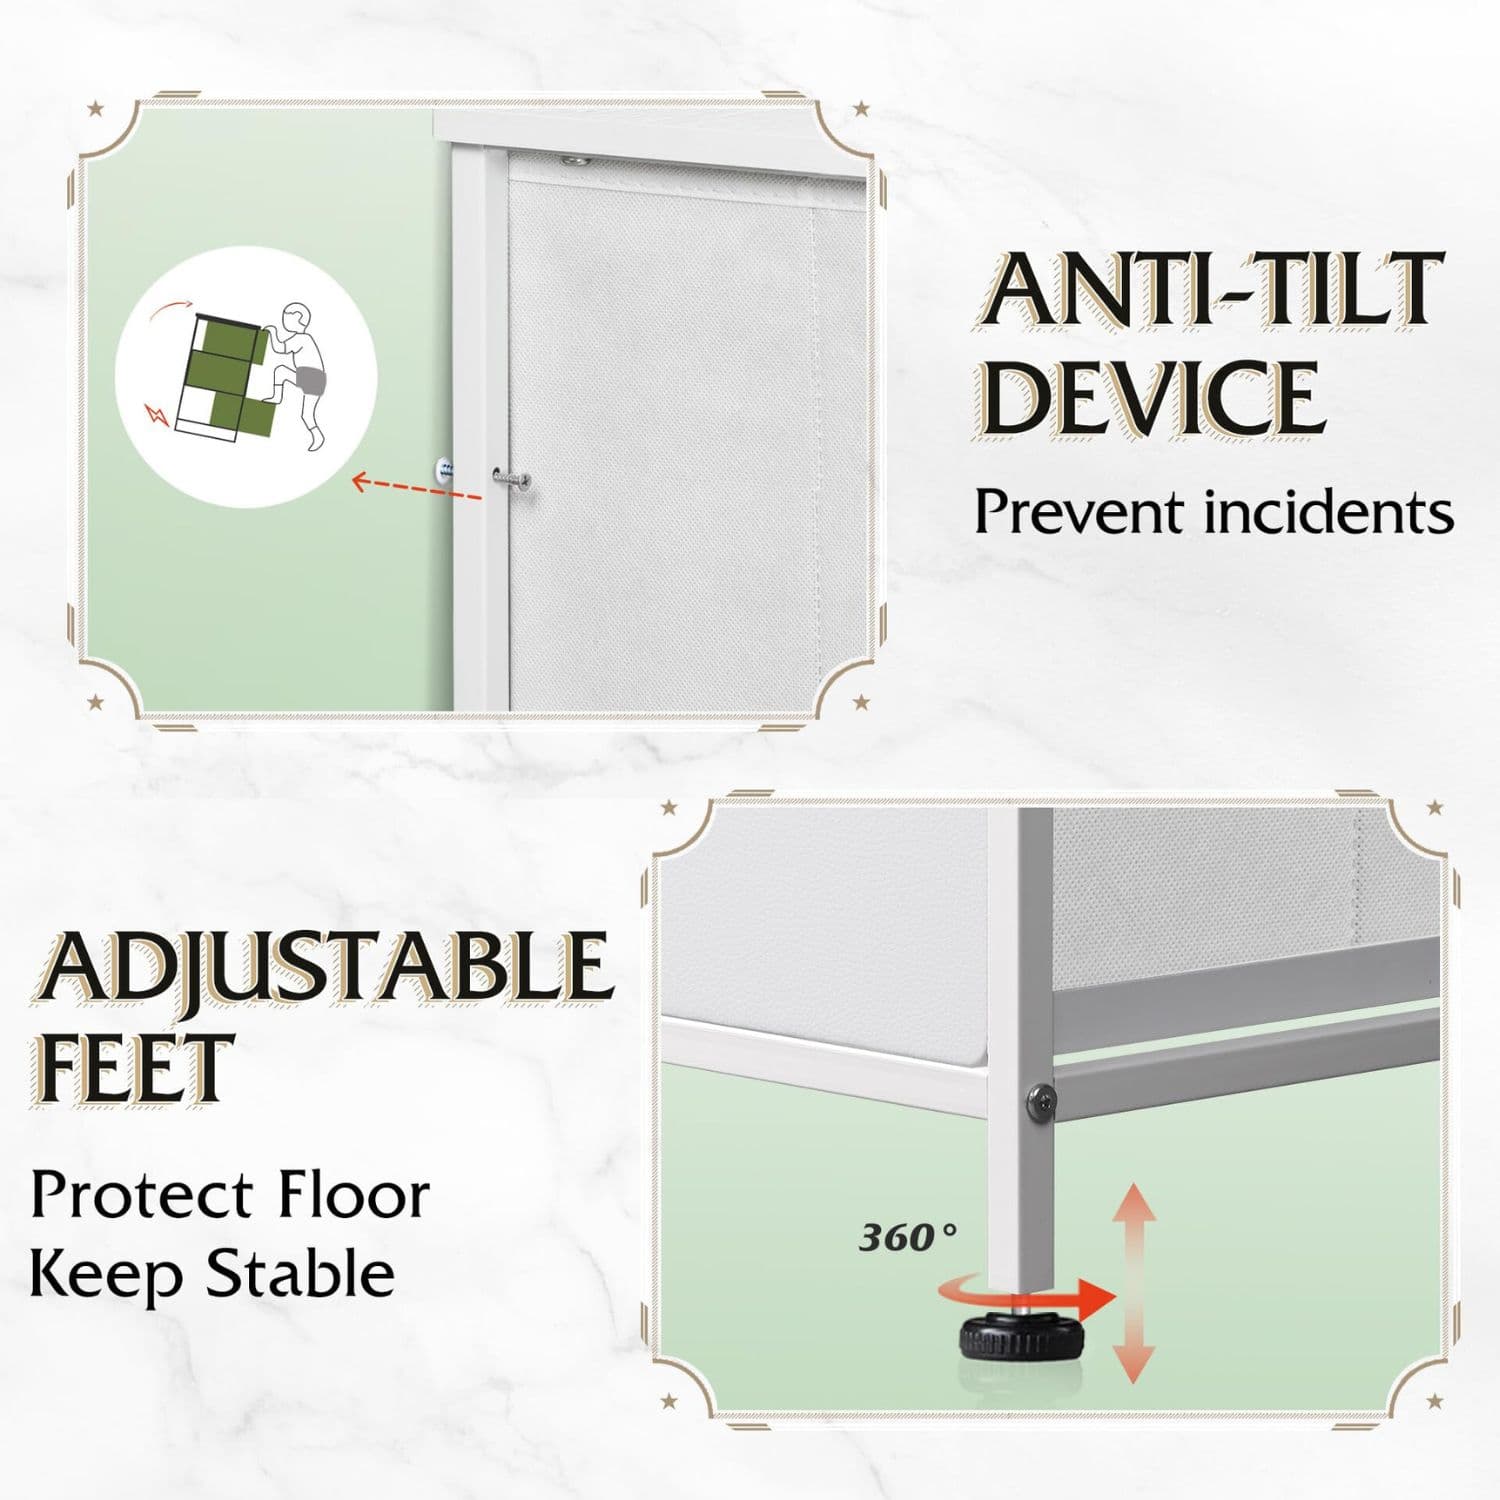 ANTI-TILT
DEVICE
Prevent incidents
ADJUSTABLE
FEET
Protect Floor
Keep Stable
360°